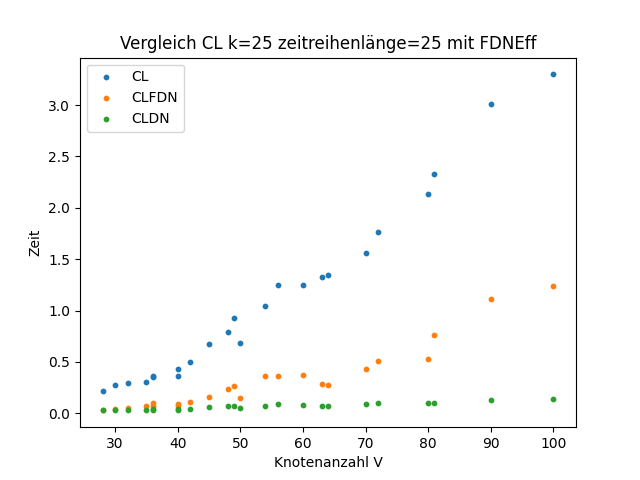 Vergleich CL k=25 zeitreihenlänge=25 mit FDNEff
CL
CLFDN
CLDN
3.0
2.5
2.0
1.5
1.0
0.5
0.0
Zeit
30 40 50 60 70 80 90 100
Knotenanzahl V